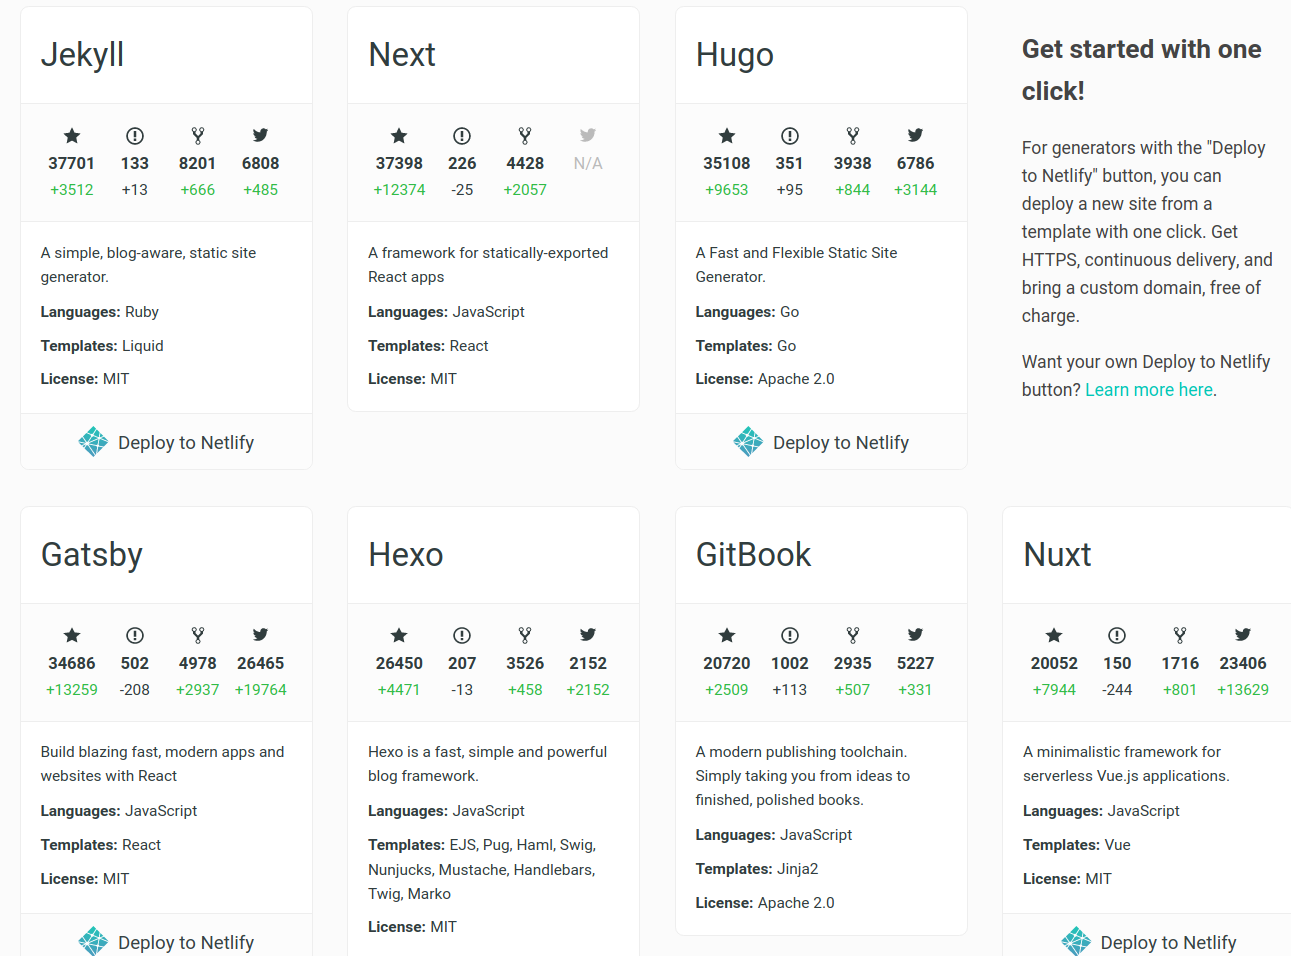 Jekyll
37701 133 8201 6808
+3512 +13 +666 +485
A simple, blog-aware, static site
generator.
Languages: Ruby
Templates: Liquid
License: MIT
Deploy to Netlify
Next
37398 226 4428 N/A
+12374 -25 +2057
A framework for statically-exported
React apps
Languages: JavaScript
Templates: React
License: MIT
Hugo
35108 351 3938 6786
+9653 +95 +844 +3144
A Fast and Flexible Static Site
Generator.
Languages: Go
Templates: Go
License: Apache 2.0
Deploy to Netlify
Get started with one
click!
For generators with the "Deploy
to Netlify" button, you can
deploy a new site from a
template with one click. Get
HTTPS, continuous delivery, and
bring a custom domain, free of
charge.
Want your own Deploy to Netlify
button? Learn more here.
Gatsby
34686 502 4978 26465
+13259 -208 +2937 +19764
Build blazing fast, modern apps and
websites with React
Languages: JavaScript
Templates: React
License: MIT
Deploy to Netlify
Hexo
26450 207 3526 2152
+4471 -13 +458 +2152
Hexo is a fast, simple and powerful
blog framework.
Languages: JavaScript
Templates: EJS, Pug, Haml, Swig,
Nunjucks, Mustache, Handlebars,
Twig, Marko
License: MIT
GitBook
20720 1002 2935 5227
+2509 +113 +507 +331
A modern publishing toolchain.
Simply taking you from ideas to
finished, polished books.
Languages: JavaScript
Templates: Jinja2
License: Apache 2.0
Nuxt
20052 150 1716 23406
+7944 -244 +801 +13629
A minimalistic framework for
serverless Vue.js applications.
Languages: JavaScript
Templates: Vue
License: MIT
Deploy to Netlify